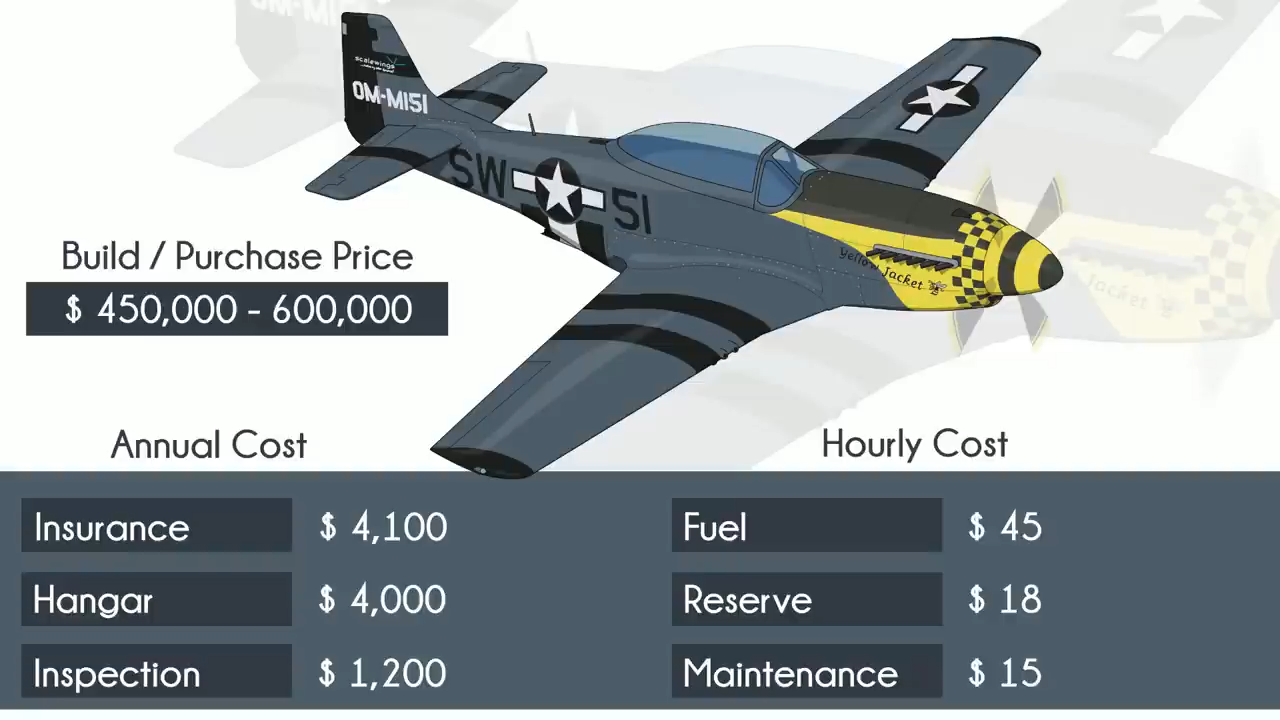 scalewings
OM-M151
SW
51
Yellow Jacket
Build / Purchase Price
$ 450,000 - 600,000
Annual Cost
Hourly Cost
Insurance $ 4,100
Fuel $ 45
Hangar $ 4,000
Reserve $ 18
Inspection $ 1,200
Maintenance $ 15